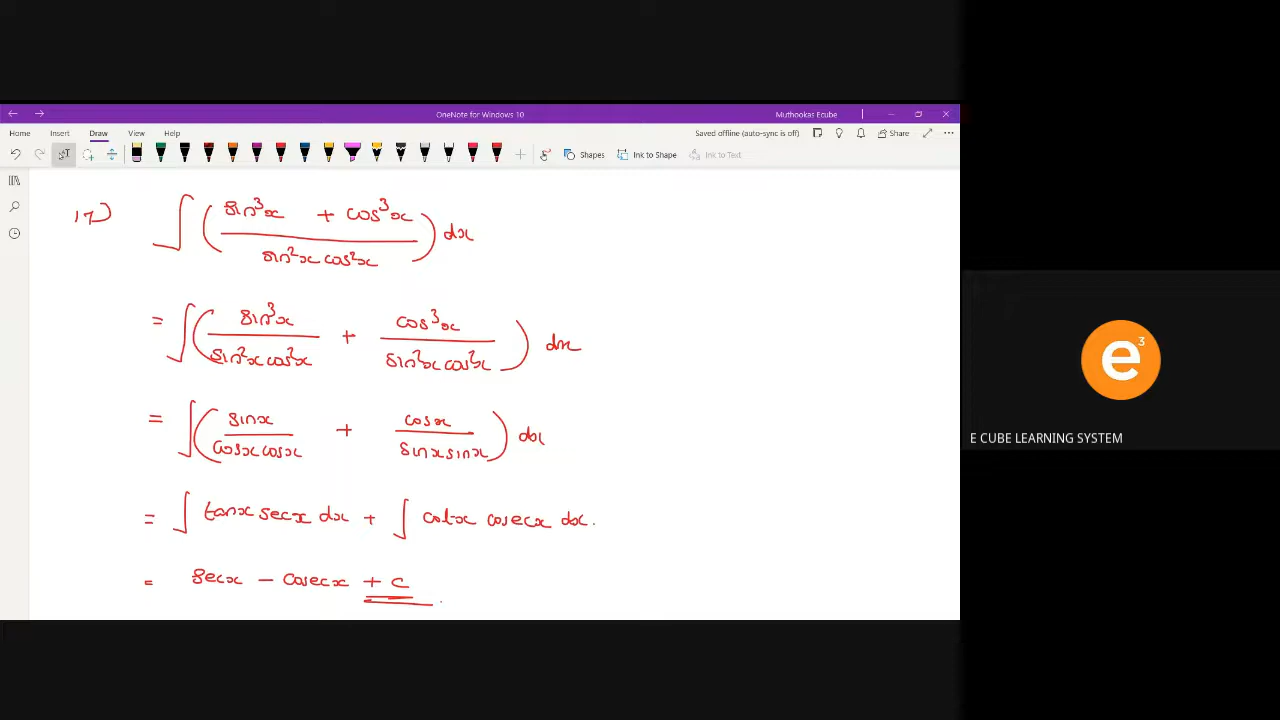 OneNote for Windows 10
Muthookas Ecube
Home Insert Draw View Help
Saved offline (auto-sync is off) Share
Shapes Ink to Shape Ink to Text
17) ∫ ( (sin³x + cos³x) / (sin²x cos²x) ) dx
= ∫ ( sin³x / (sin²x cos²x) + cos³x / (sin²x cos²x) ) dx
= ∫ ( sinx / (cosx cosx) + cosx / (sinx sinx) ) dx
= ∫ tanx secx dx + ∫ cotx cosecx dx.
= secx - cosecx + c
e³
E CUBE LEARNING SYSTEM